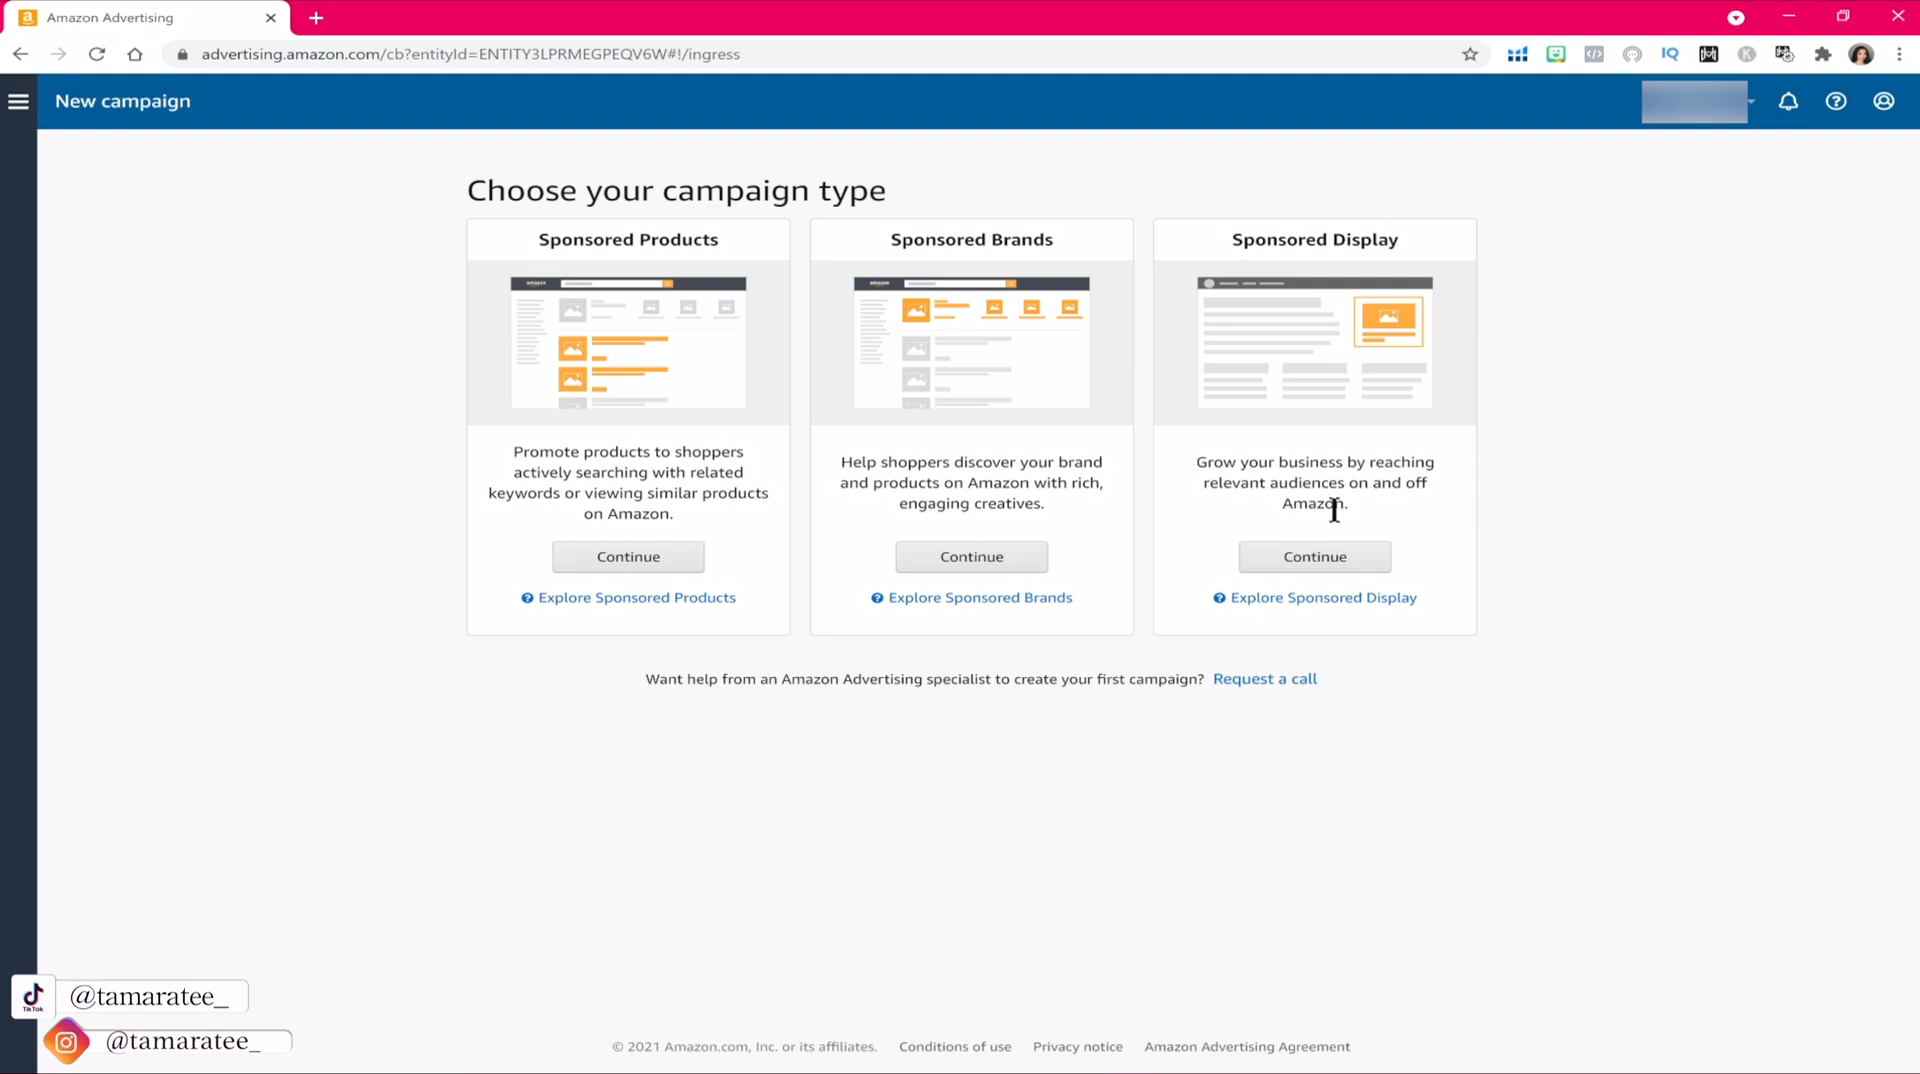 Amazon Advertising
advertising.amazon.com/cb?entityId=ENTITY3LPRMEGPEQV6W#!/ingress
IQ
K
New campaign
Choose your campaign type
Sponsored Products
amazon
Promote products to shoppers
actively searching with related
keywords or viewing similar products
on Amazon.
Continue
Explore Sponsored Products
Sponsored Brands
amazon
Help shoppers discover your brand
and products on Amazon with rich,
engaging creatives.
Continue
Explore Sponsored Brands
Sponsored Display
Grow your business by reaching
relevant audiences on and off
Amazon.
Continue
Explore Sponsored Display
Want help from an Amazon Advertising specialist to create your first campaign? Request a call
TikTok
@tamaratee_
@tamaratee_
© 2021 Amazon.com, Inc. or its affiliates. Conditions of use Privacy notice Amazon Advertising Agreement